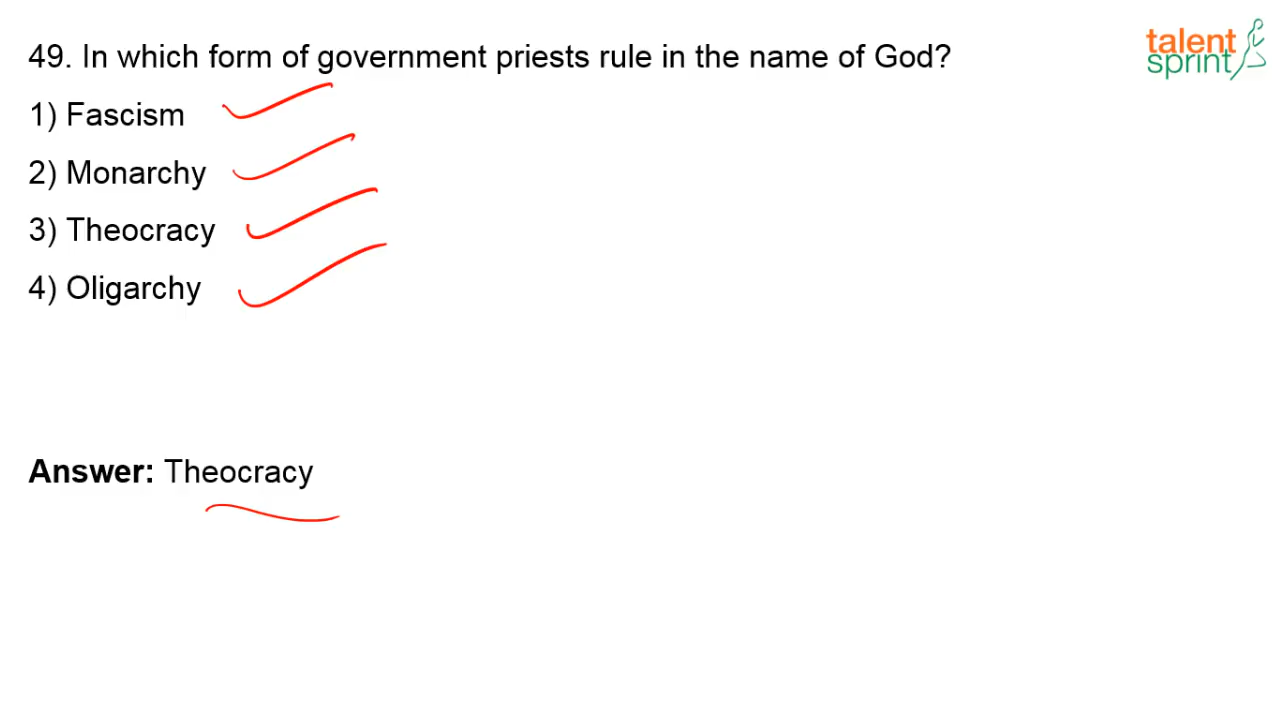 49. In which form of government priests rule in the name of God?
talent
sprint
1) Fascism
2) Monarchy
3) Theocracy
4) Oligarchy
Answer: Theocracy